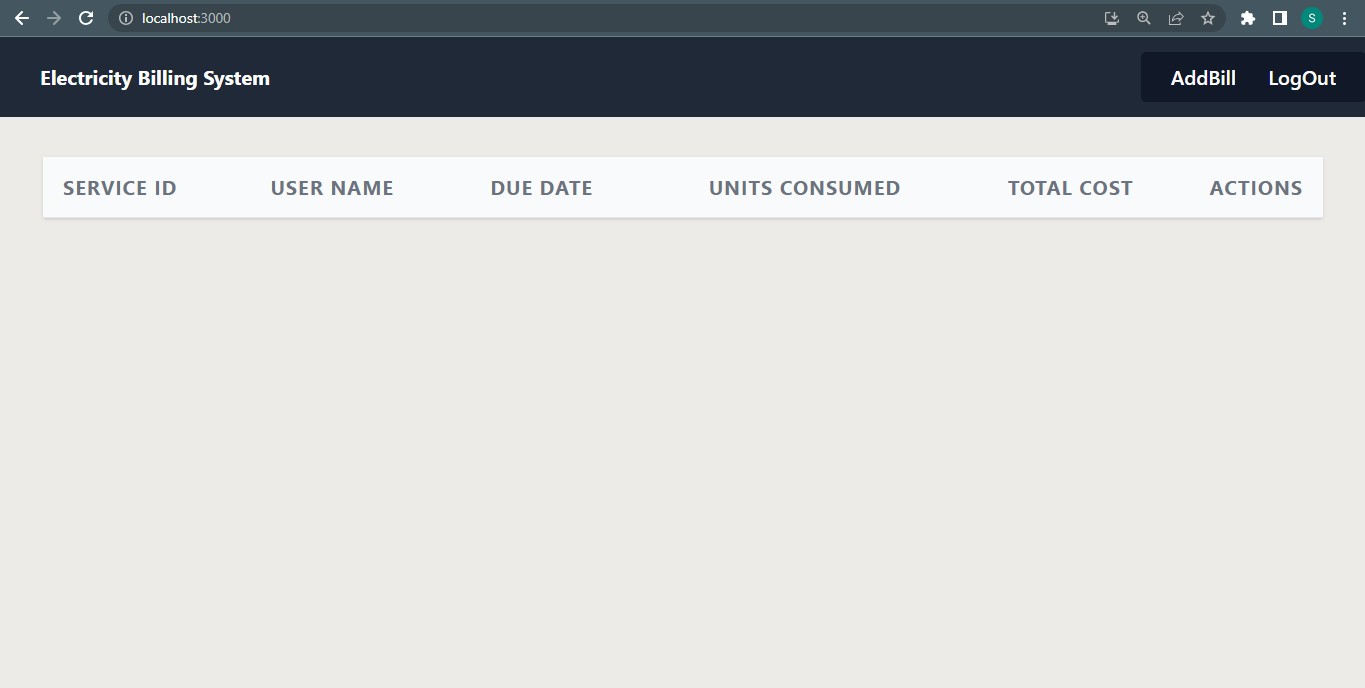 localhost:3000
S
Electricity Billing System AddBill LogOut
SERVICE ID USER NAME DUE DATE UNITS CONSUMED TOTAL COST ACTIONS